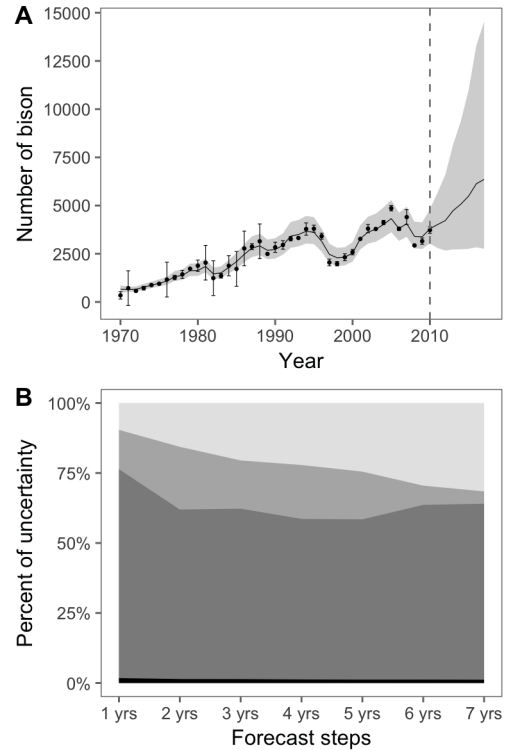 A
15000
12500
10000
7500
5000
2500
0
Number of bison
1970 1980 1990 2000 2010
Year
B
100%
75%
50%
25%
0%
Percent of uncertainty
1 yrs 2 yrs 3 yrs 4 yrs 5 yrs 6 yrs 7 yrs
Forecast steps